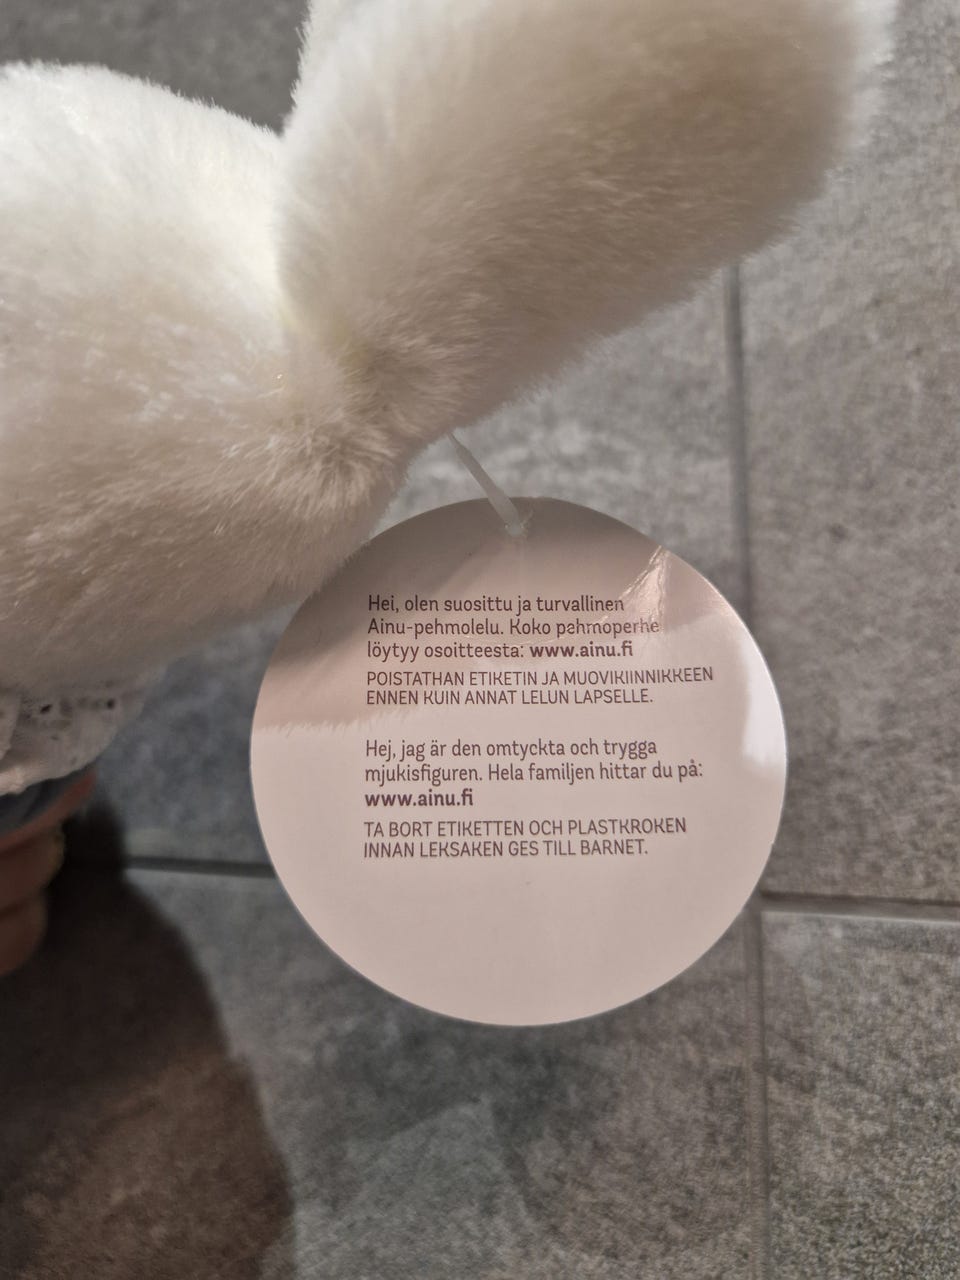 Hei, olen suosittu ja turvallinen
Ainu-pehmolelu. Koko pehmoperhe
löytyy osoitteesta: www.ainu.fi
POISTATHAN ETIKETIN JA MUOVIKIINNIKKEEN
ENNEN KUIN ANNAT LELUN LAPSELLE.
Hej, jag är den omtyckta och trygga
mjukisfiguren. Hela familjen hittar du på:
www.ainu.fi
TA BORT ETIKETTEN OCH PLASTKROKEN
INNAN LEKSAKEN GES TILL BARNET.